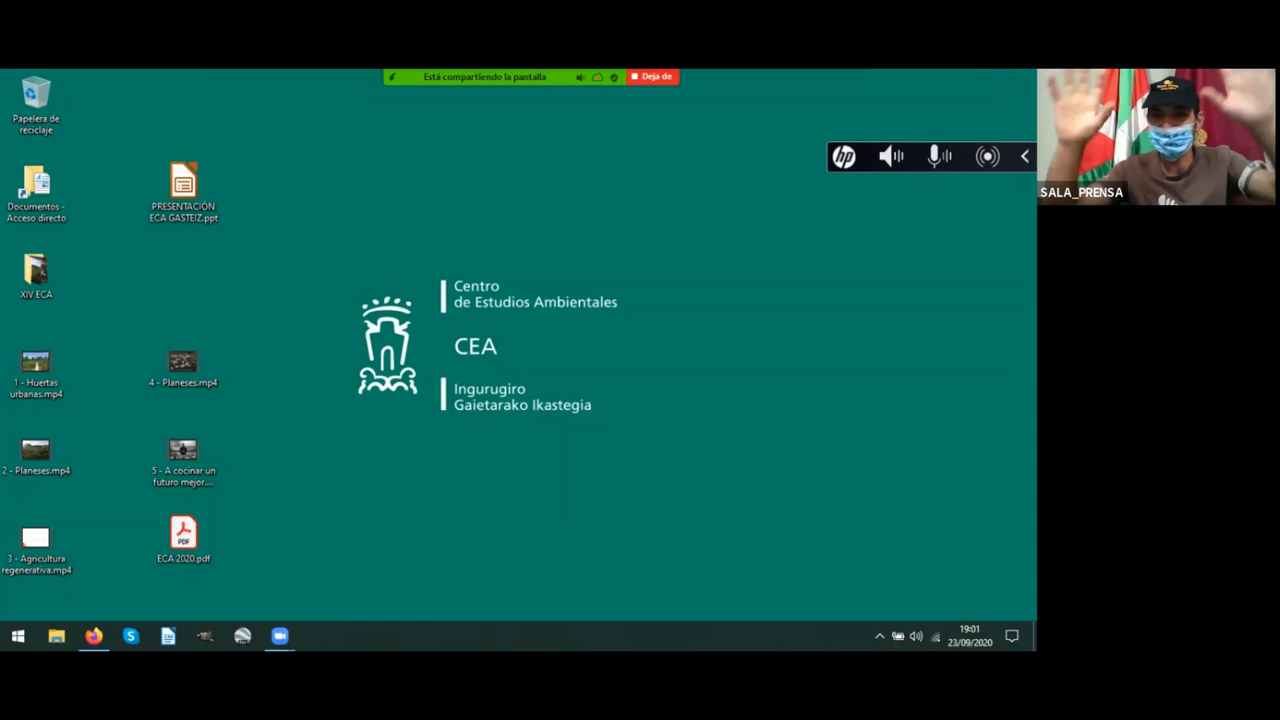 Está compartiendo la pantalla
Deja de
Papelera de
reciclaje
Documentos -
Acceso directo
PRESENTACIÓN
ECA GASTEIZ.ppt
hp
SALA_PRENSA
XIV ECA
Centro
de Estudios Ambientales
CEA
Ingurugiro
Gaietarako Ikastegia
1 - Huertas
urbanas.mp4
4 - Planeses.mp4
2 - Planeses.mp4
5 - A cocinar un
futuro mejor....
3 - Agricultura
regenerativa.mp4
PDF
ECA 2020.pdf
19:01
23/09/2020